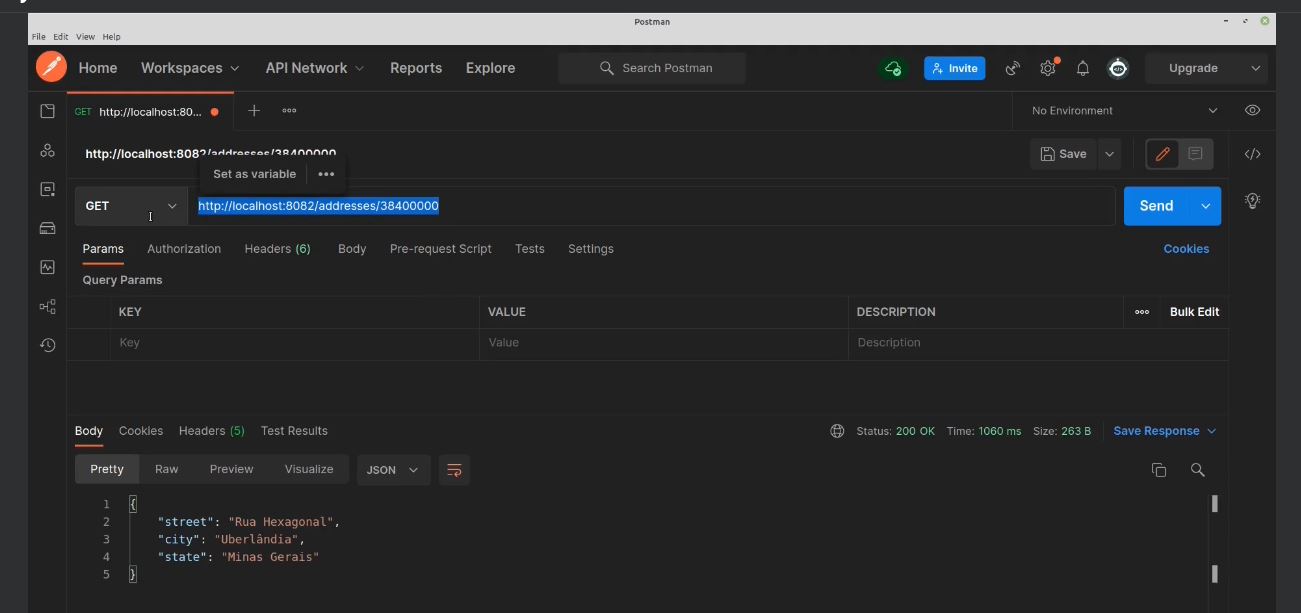 Postman
File Edit View Help
Home Workspaces API Network Reports Explore Search Postman Invite Upgrade
GET http://localhost:80... No Environment
http://localhost:8082/addresses/38400000 Save
Set as variable
GET http://localhost:8082/addresses/38400000 Send
Params Authorization Headers (6) Body Pre-request Script Tests Settings Cookies
Query Params
KEY VALUE DESCRIPTION Bulk Edit
Key Value Description
Body Cookies Headers (5) Test Results Status: 200 OK Time: 1060 ms Size: 263 B Save Response
Pretty Raw Preview Visualize JSON
1 {
2 "street": "Rua Hexagonal",
3 "city": "Uberlândia",
4 "state": "Minas Gerais"
5 }